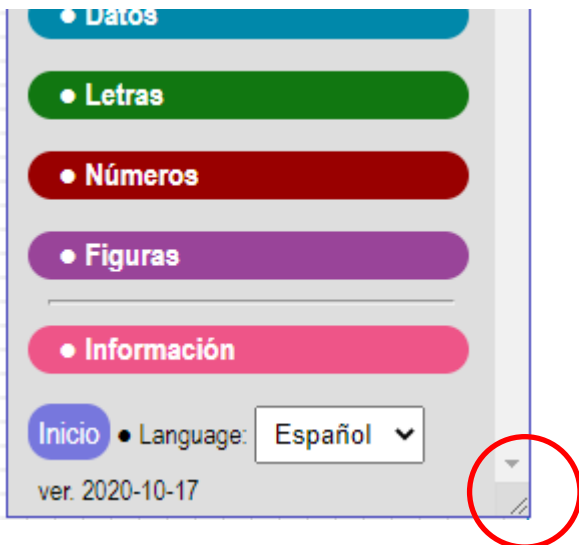 ● Datos
● Letras
● Números
● Figuras
● Información
Inicio ● Language: Español
ver. 2020-10-17